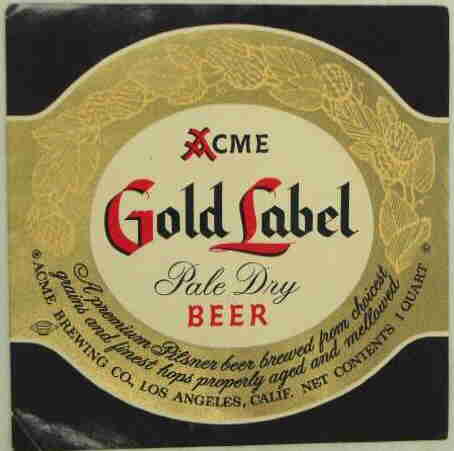 ACME
Gold Label
Pale Dry
BEER
A premium Pilsner beer brewed from choicest
grains and finest hops properly aged and mellowed
® ACME BREWING CO., LOS ANGELES, CALIF. NET CONTENTS 1 QUART ®